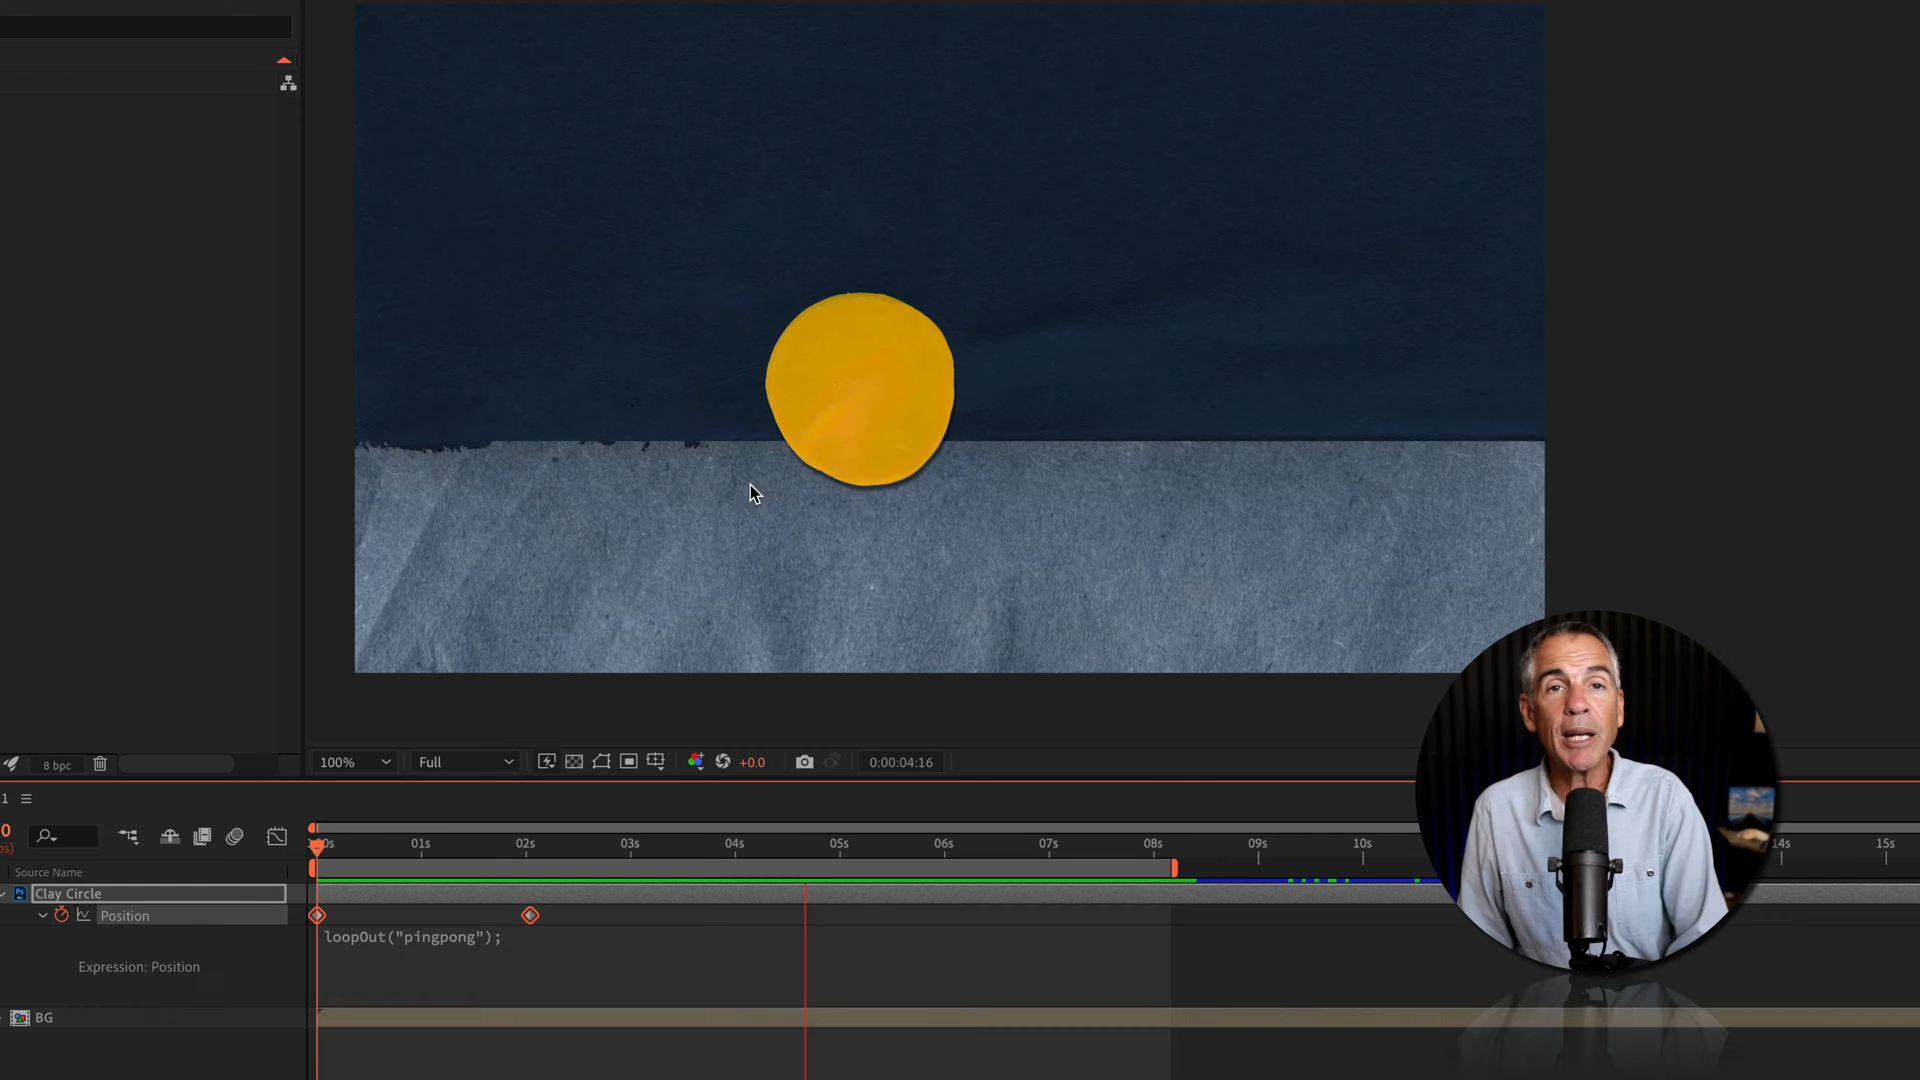 8 bpc
100% Full +0.0 0:00:04:16
1
0 01s 02s 03s 04s 05s 06s 07s 08s 09s 10s 14s 15s
Source Name
Ps Clay Circle
Position
loopOut("pingpong");
Expression: Position
BG